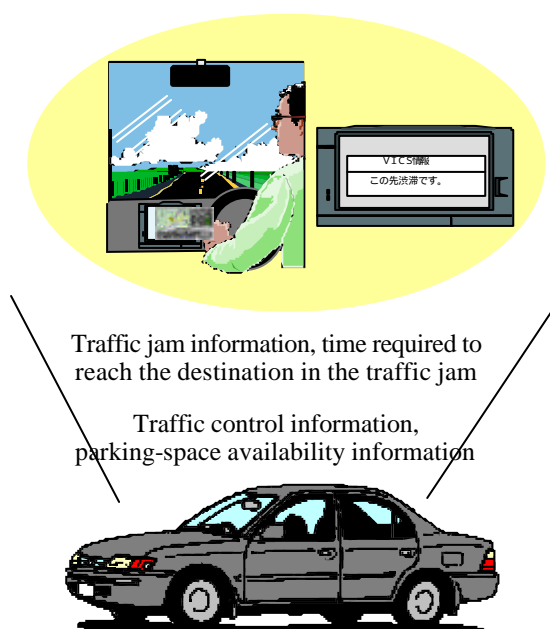 VICS情報
この先渋滞です。
Traffic jam information, time required to
reach the destination in the traffic jam
Traffic control information,
parking-space availability information